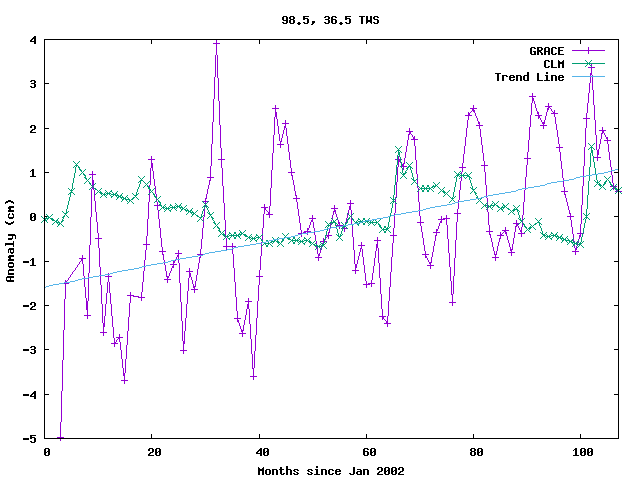 98.5, 36.5 TWS
GRACE
CLM
Trend Line
4
3
2
1
0
-1
-2
-3
-4
-5
Anomaly (cm)
0 20 40 60 80 100
Months since Jan 2002